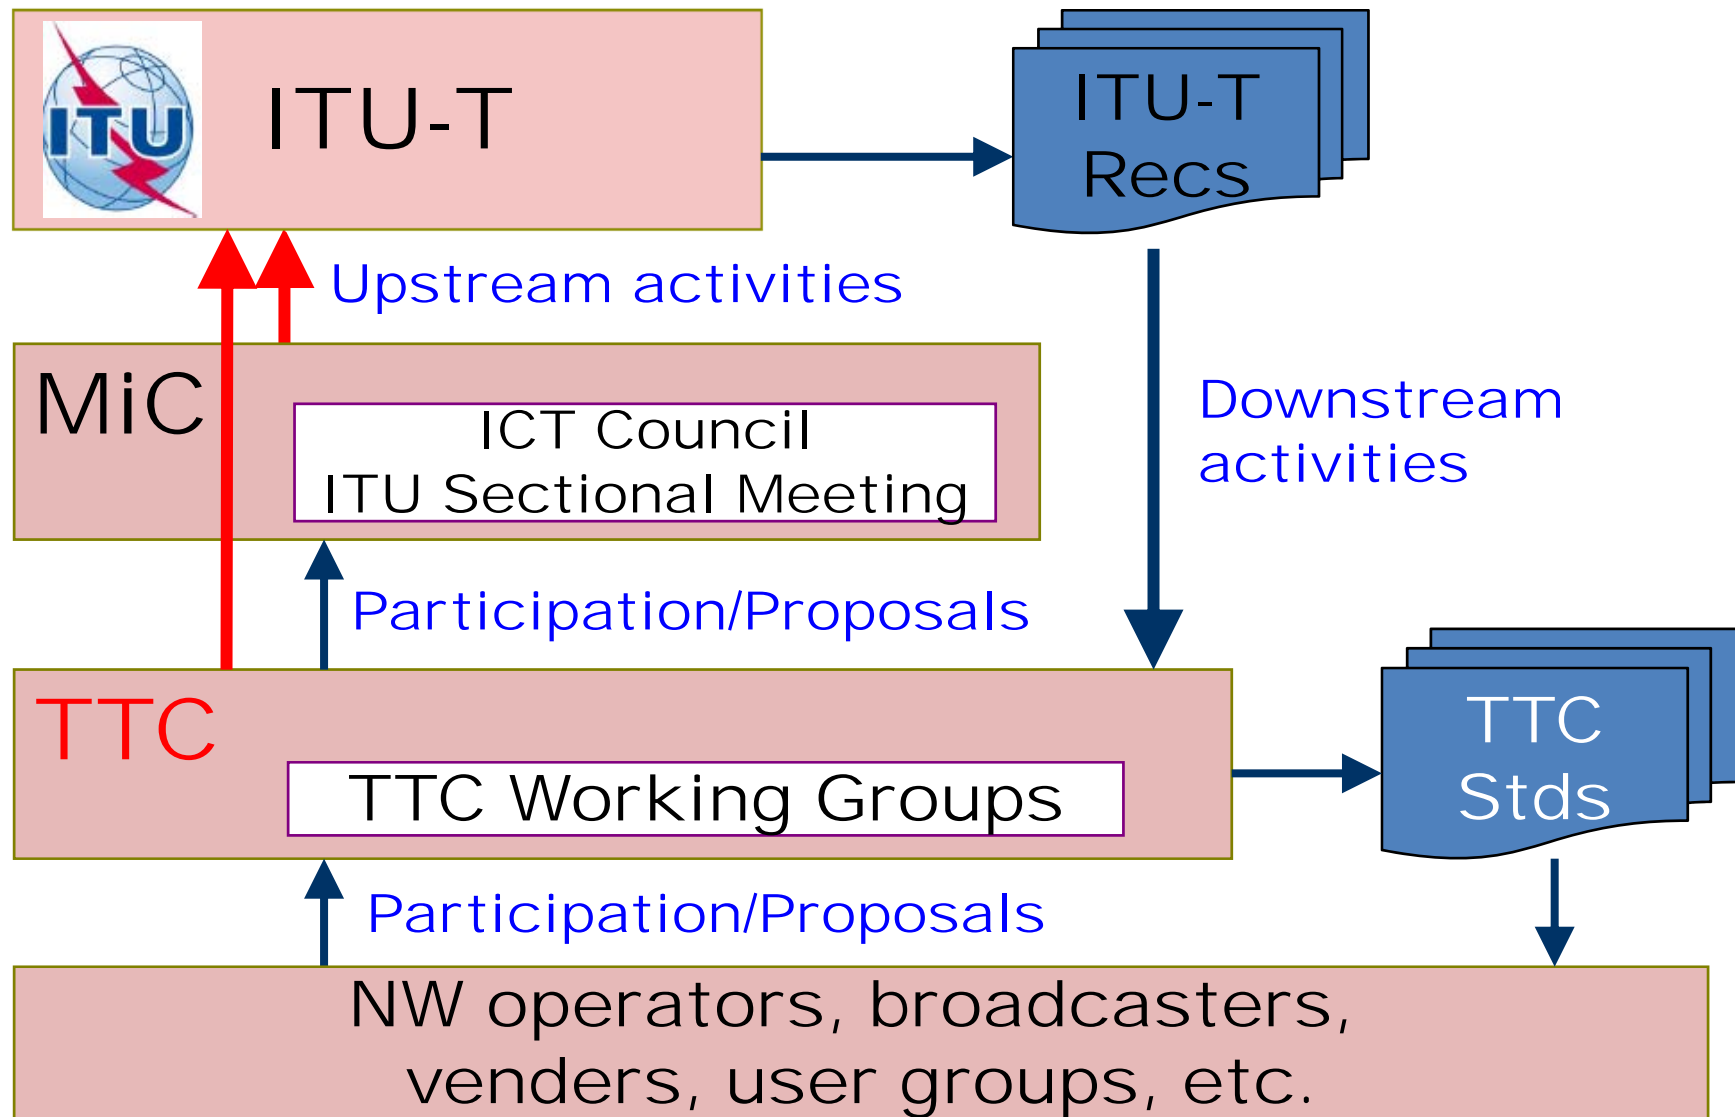 ITU
ITU-T
ITU-T
Recs
Upstream activities
MiC
ICT Council
ITU Sectional Meeting
Downstream
activities
Participation/Proposals
TTC
TTC Working Groups
TTC
Stds
Participation/Proposals
NW operators, broadcasters,
venders, user groups, etc.